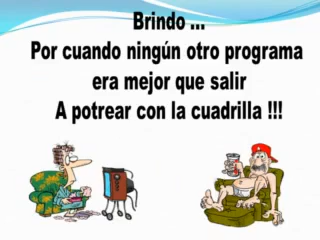 Brindo ...
Por cuando ningún otro programa
era mejor que salir
A potrear con la cuadrilla !!!